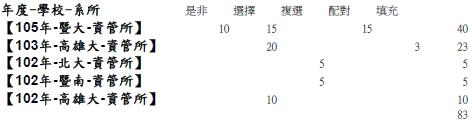 年度-學校-系所 是非 選擇 複選 配對 填充
【105年-暨大-資管所】 10 15 15 40
【103年-高雄大-資管所】 20 3 23
【102年-北大-資管所】 5 5
【102年-暨南-資管所】 5 5
【102年-高雄大-資管所】 10 10
83